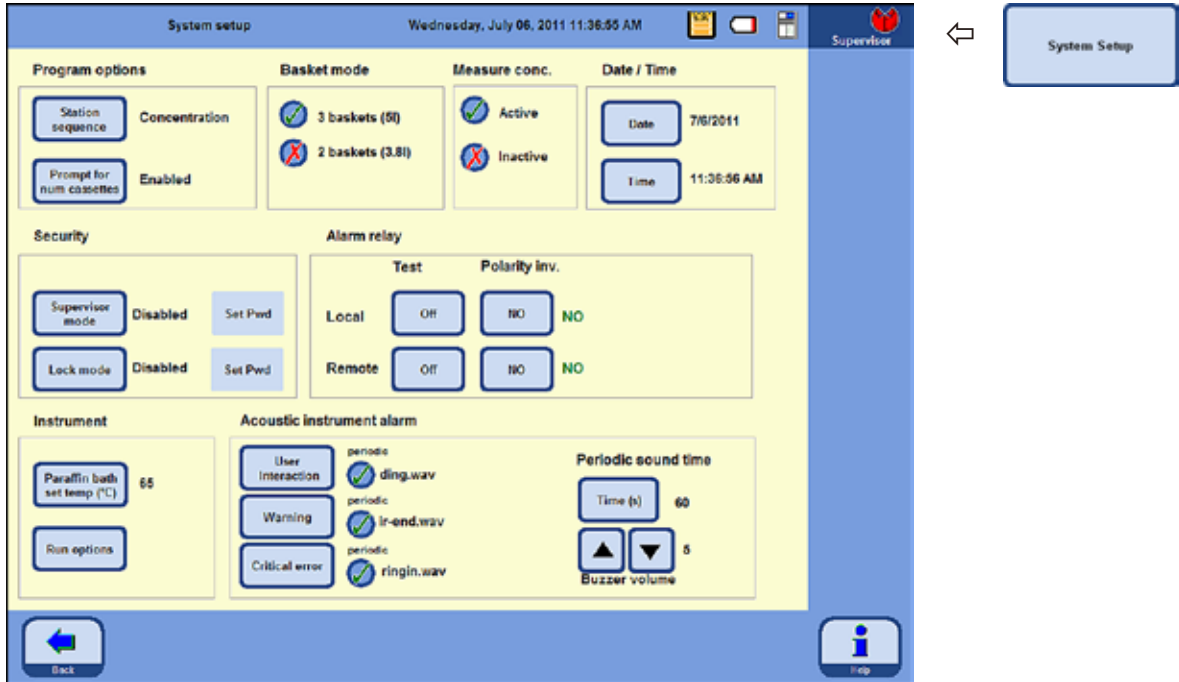 System setup
Wednesday, July 06, 2011 11:36:55 AM
Supervisor
System Setup
Program options
Basket mode
Measure conc.
Date / Time
Station
sequence
Concentration
3 baskets (5l)
Active
Date
7/6/2011
2 baskets (3.8l)
Inactive
Prompt for
num cassettes
Enabled
Time
11:36:56 AM
Security
Alarm relay
Test
Polarity inv.
Supervisor
mode
Disabled
Set Pwd
Local
Off
NO
NO
Lock mode
Disabled
Set Pwd
Remote
Off
NO
NO
Instrument
Acoustic instrument alarm
Paraffin bath
set temp (°C)
65
Run options
User
Interaction
periodic
ding.wav
Warning
periodic
lr-end.wav
Critical error
periodic
ringin.wav
Periodic sound time
Time (s)
60
5
Buzzer volume
Back
Help